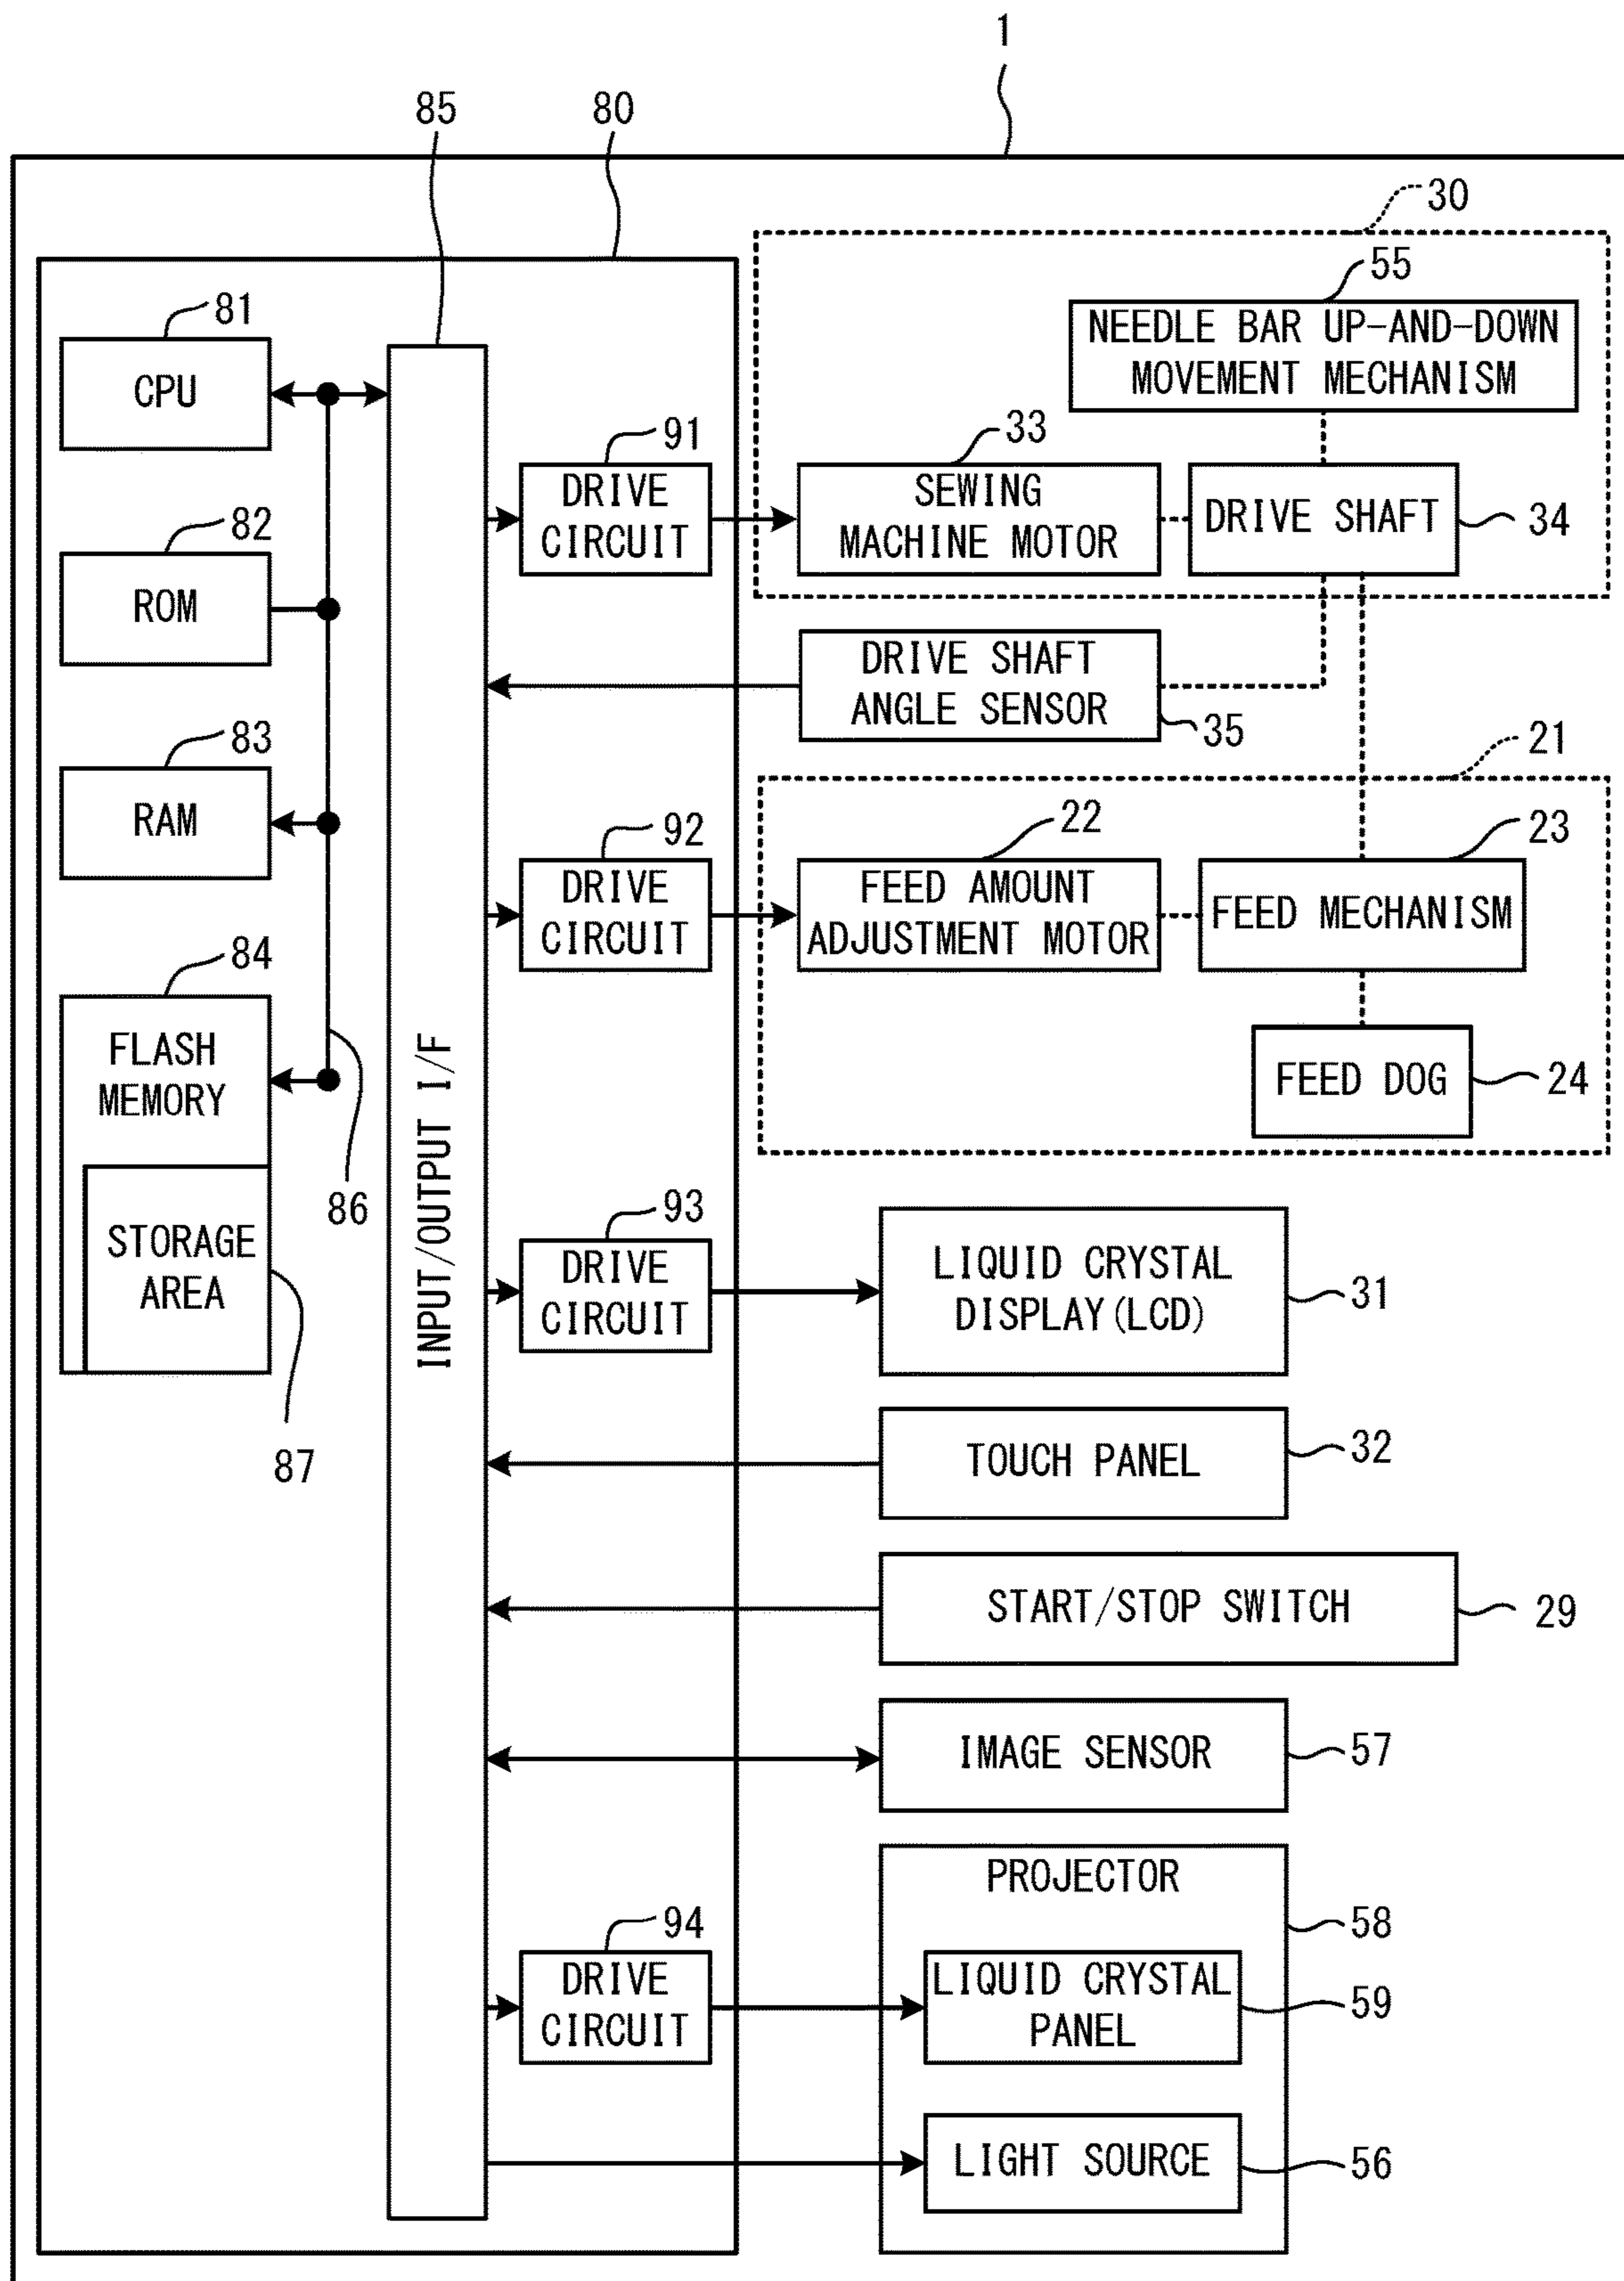 1
85
80
30
55
NEEDLE BAR UP-AND-DOWN
MOVEMENT MECHANISM
81
CPU
91
DRIVE
CIRCUIT
33
SEWING
MACHINE MOTOR
DRIVE SHAFT
34
82
ROM
DRIVE SHAFT
ANGLE SENSOR
35
83
RAM
21
92
DRIVE
CIRCUIT
22
FEED AMOUNT
ADJUSTMENT MOTOR
23
FEED MECHANISM
84
FLASH
MEMORY
FEED DOG
24
STORAGE
AREA
86
87
INPUT/OUTPUT I/F
93
DRIVE
CIRCUIT
LIQUID CRYSTAL
DISPLAY(LCD)
31
TOUCH PANEL
32
START/STOP SWITCH
29
IMAGE SENSOR
57
PROJECTOR
58
94
DRIVE
CIRCUIT
LIQUID CRYSTAL
PANEL
59
LIGHT SOURCE
56